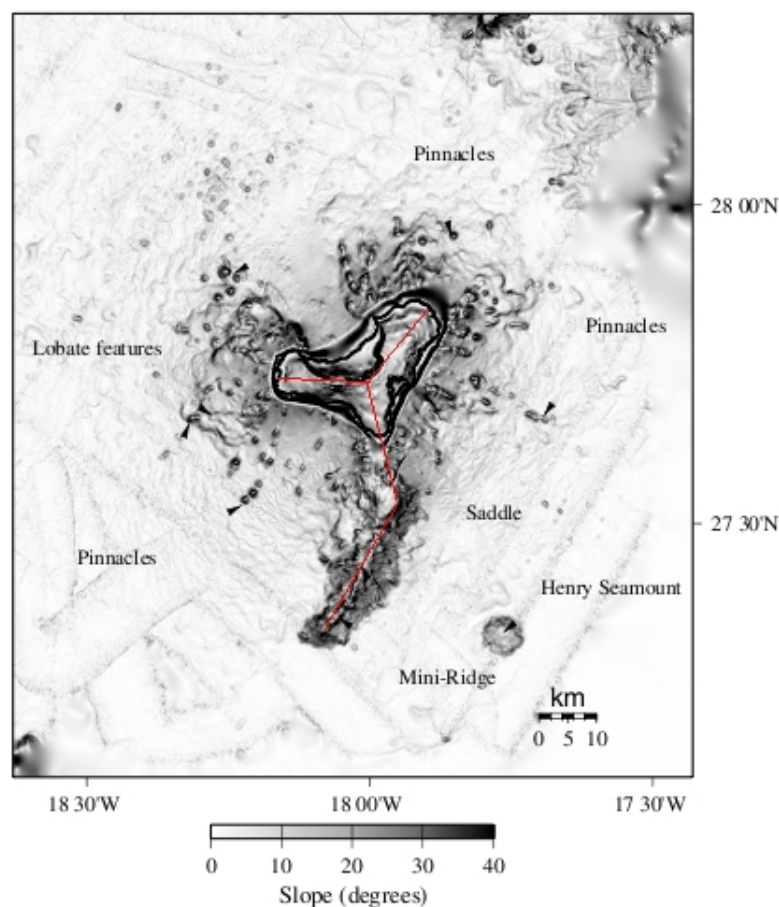 Pinnacles
28 00'N
Pinnacles
Lobate features
Saddle
27 30'N
Pinnacles
Henry Seamount
Mini-Ridge
km
0 5 10
18 30'W 18 00'W 17 30'W
0 10 20 30 40
Slope (degrees)